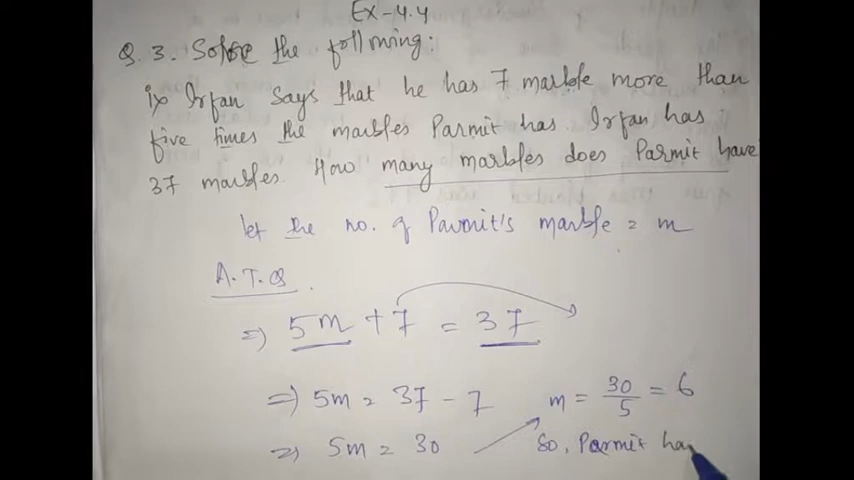 Ex-4.4
Q.3. Solve the following:
ix Irfan says that he has 7 marble more than
five times the marbles Parmit has Irfan has
37 marbles. How many marbles does Parmit have
let the no. of Parmit's marble = m
A.T.Q.
⇒ 5m + 7 = 37
⇒ 5m = 37 - 7
⇒ 5m = 30
m = 30/5 = 6
So, Parmit ha